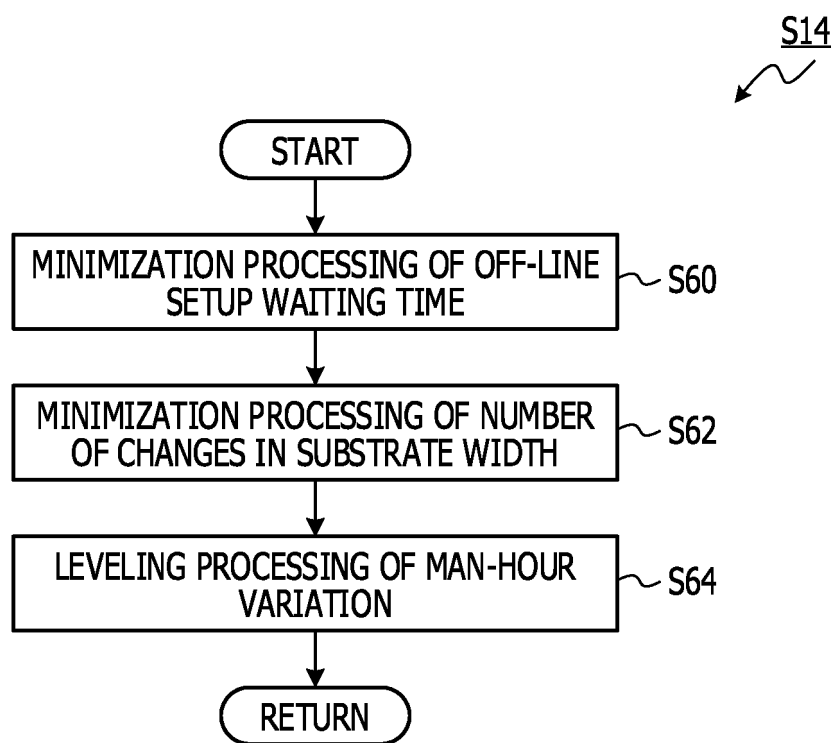 S14
START
MINIMIZATION PROCESSING OF OFF-LINE
SETUP WAITING TIME
S60
MINIMIZATION PROCESSING OF NUMBER
OF CHANGES IN SUBSTRATE WIDTH
S62
LEVELING PROCESSING OF MAN-HOUR
VARIATION
S64
RETURN